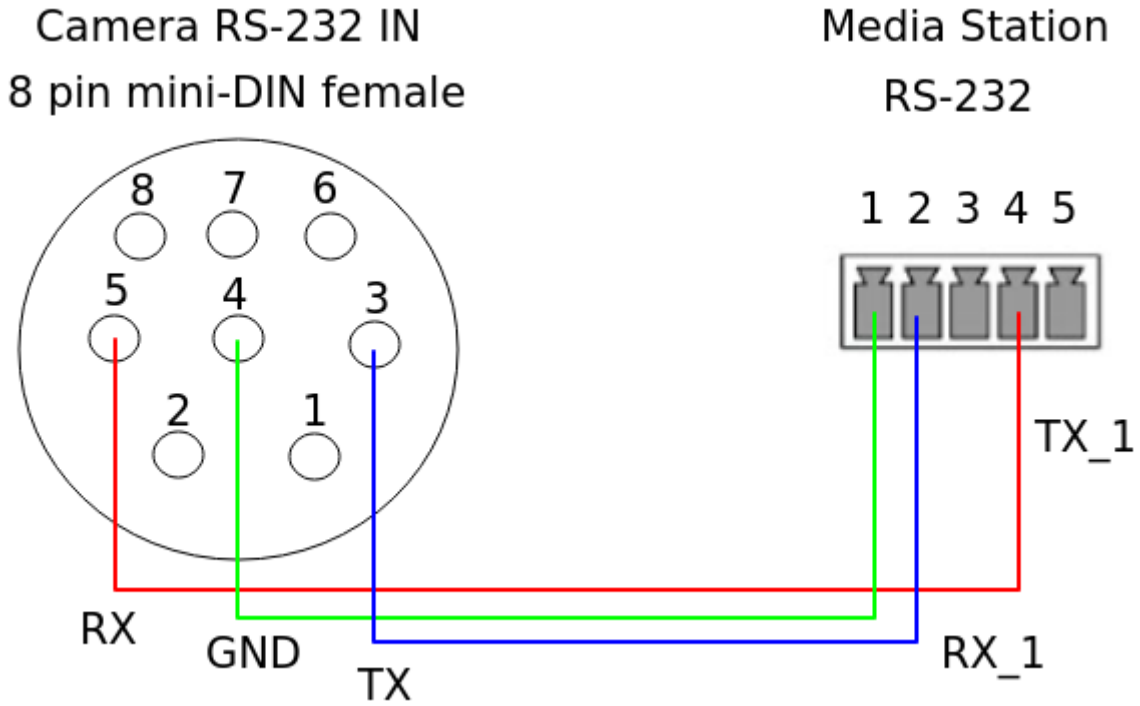 Camera RS-232 IN
8 pin mini-DIN female
Media Station
RS-232
8 7 6
5 4 3
2 1
1 2 3 4 5
TX_1
RX
GND
TX
RX_1